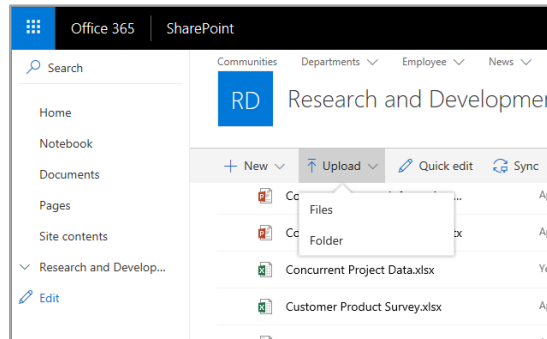 Office 365 SharePoint
Search
Communities Departments Employee News
RD Research and Developmen
Home
Notebook
Documents
Pages
Site contents
Research and Develop...
Edit
New Upload Quick edit Sync
Files
Folder
Concurrent Project Data.xlsx
Customer Product Survey.xlsx